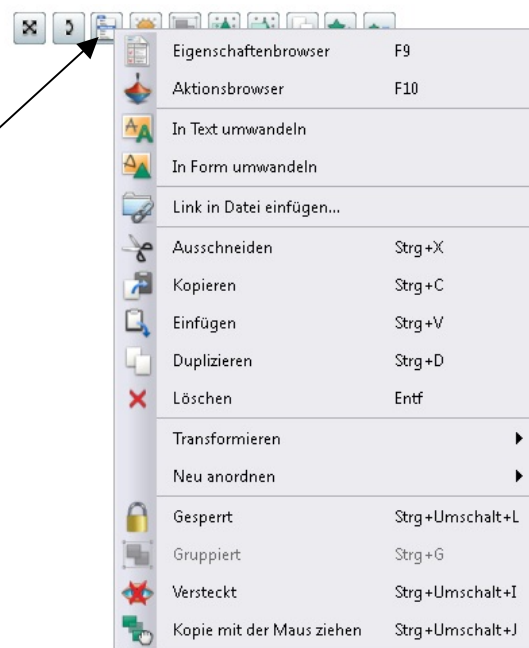 Eigenschaftenbrowser F9
Aktionsbrowser F10
In Text umwandeln
In Form umwandeln
Link in Datei einfügen...
Ausschneiden Strg+X
Kopieren Strg+C
Einfügen Strg+V
Duplizieren Strg+D
Löschen Entf
Transformieren
Neu anordnen
Gesperrt Strg+Umschalt+L
Gruppiert Strg+G
Versteckt Strg+Umschalt+I
Kopie mit der Maus ziehen Strg+Umschalt+J